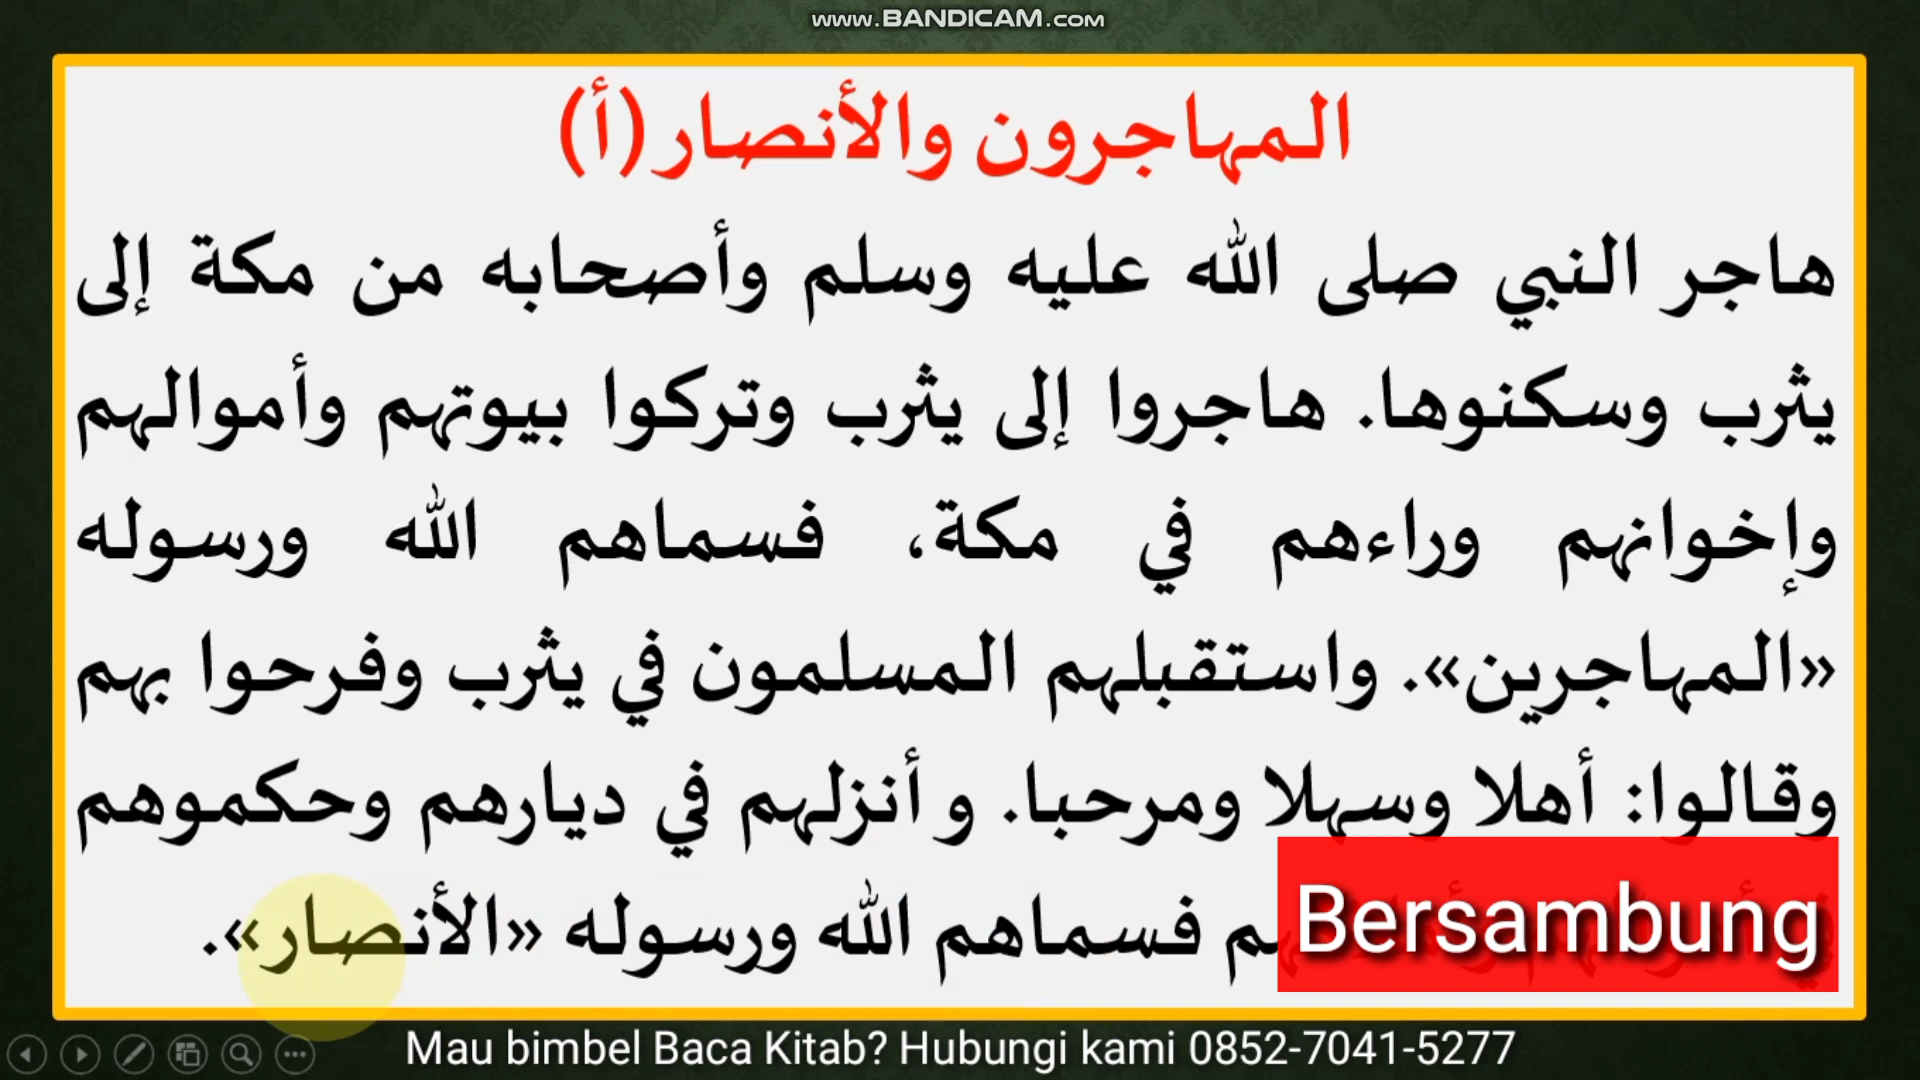 www.BANDICAM.com
المهاجرون والأنصار (أ)
هاجر النبي صلى الله عليه وسلم وأصحابه من مكة إلى
يثرب وسكنوها. هاجروا إلى يثرب وتركوا بيوتهم وأموالهم
وإخوانهم وراءهم في مكة، فسماهم الله ورسوله
«المهاجرين». واستقبلهم المسلمون في يثرب وفرحوا بهم
وقالوا: أهلا وسهلا ومرحبا. و أنزلهم في ديارهم وحكموهم
فسماهم الله ورسوله «الأنصار».
Bersambung
Mau bimbel Baca Kitab? Hubungi kami 0852-7041-5277